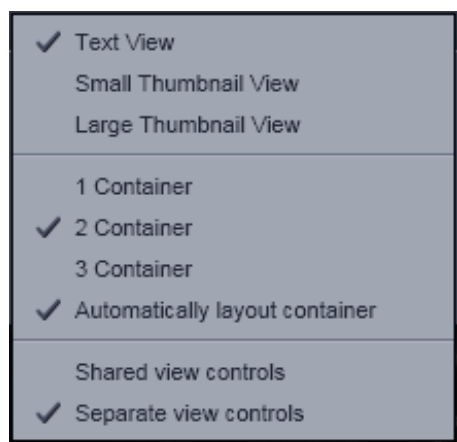 Text View
Small Thumbnail View
Large Thumbnail View
1 Container
2 Container
3 Container
Automatically layout container
Shared view controls
Separate view controls